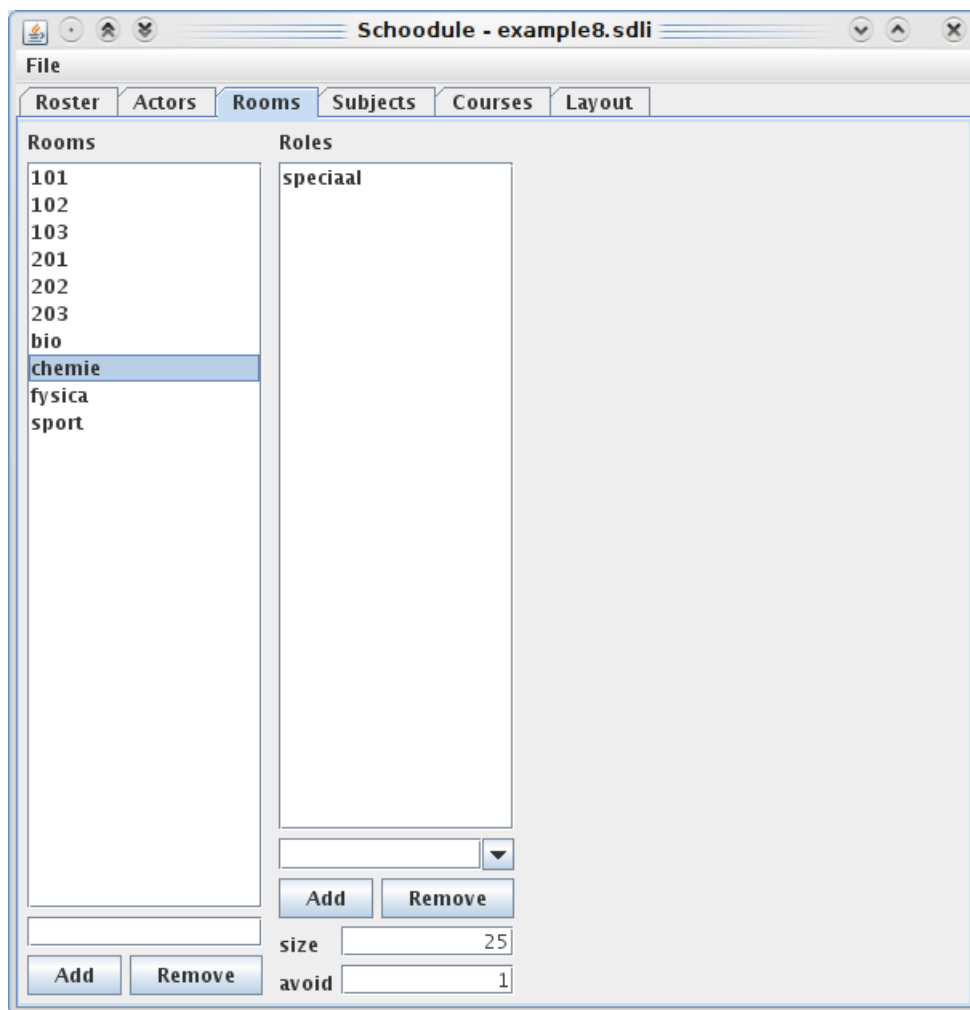 Schoodule - example8.sdli
File
Roster Actors Rooms Subjects Courses Layout
Rooms
101
102
103
201
202
203
bio
chemie
fysica
sport
Add Remove
Roles
speciaal
Add Remove
size 25
avoid 1